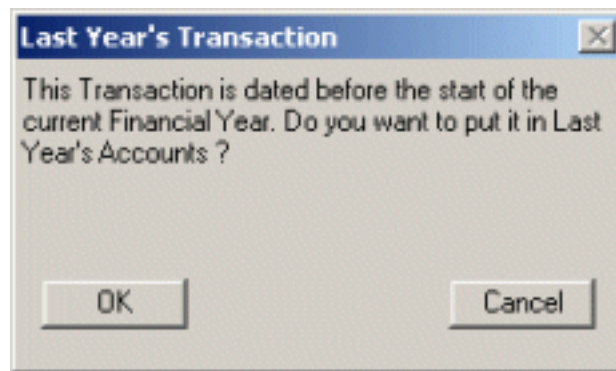 Last Year's Transaction
This Transaction is dated before the start of the
current Financial Year. Do you want to put it in Last
Year's Accounts ?
OK
Cancel